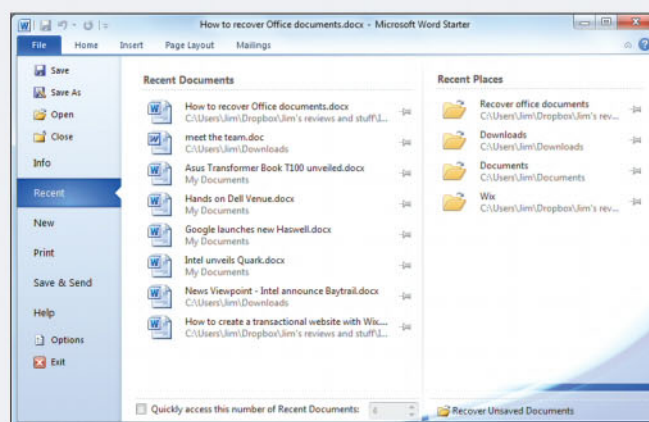 How to recover Office documents.docx - Microsoft Word Starter
File Home Insert Page Layout Mailings
Save
Save As
Open
Close
Info
Recent
New
Print
Save & Send
Help
Options
Exit
Recent Documents
How to recover Office documents.docx
C:\Users\Jim\Dropbox\Jim's reviews and stuff\J...
meet the team.doc
C:\Users\Jim\Downloads
Asus Transformer Book T100 unveiled.docx
My Documents
Hands on Dell Venue.docx
My Documents
Google launches new Haswell.docx
My Documents
Intel unveils Quark.docx
My Documents
News Viewpoint - Intel announce Baytrail.docx
C:\Users\Jim\Downloads
How to create a transactional website with Wix....
C:\Users\Jim\Dropbox\Jim's reviews and stuff\J...
Quickly access this number of Recent Documents: 4
Recent Places
Recover office documents
C:\Users\Jim\Dropbox\Jim's rev...
Downloads
C:\Users\Jim\Downloads
Documents
C:\Users\Jim\Documents
Wix
C:\Users\Jim\Dropbox\Jim's rev...
Recover Unsaved Documents